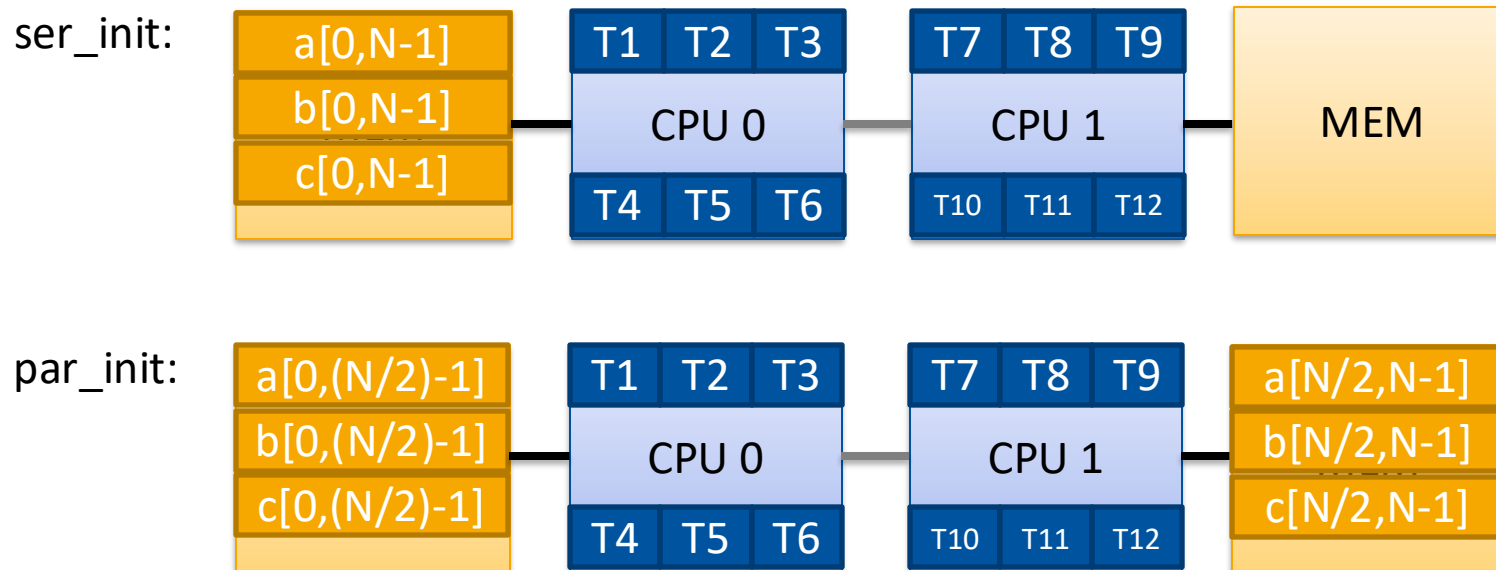 ser_init:
a[0,N-1]
b[0,N-1]
c[0,N-1]
T1 T2 T3
CPU 0
T4 T5 T6
T7 T8 T9
CPU 1
T10 T11 T12
MEM
par_init:
a[0,(N/2)-1]
b[0,(N/2)-1]
c[0,(N/2)-1]
T1 T2 T3
CPU 0
T4 T5 T6
T7 T8 T9
CPU 1
T10 T11 T12
a[N/2,N-1]
b[N/2,N-1]
c[N/2,N-1]